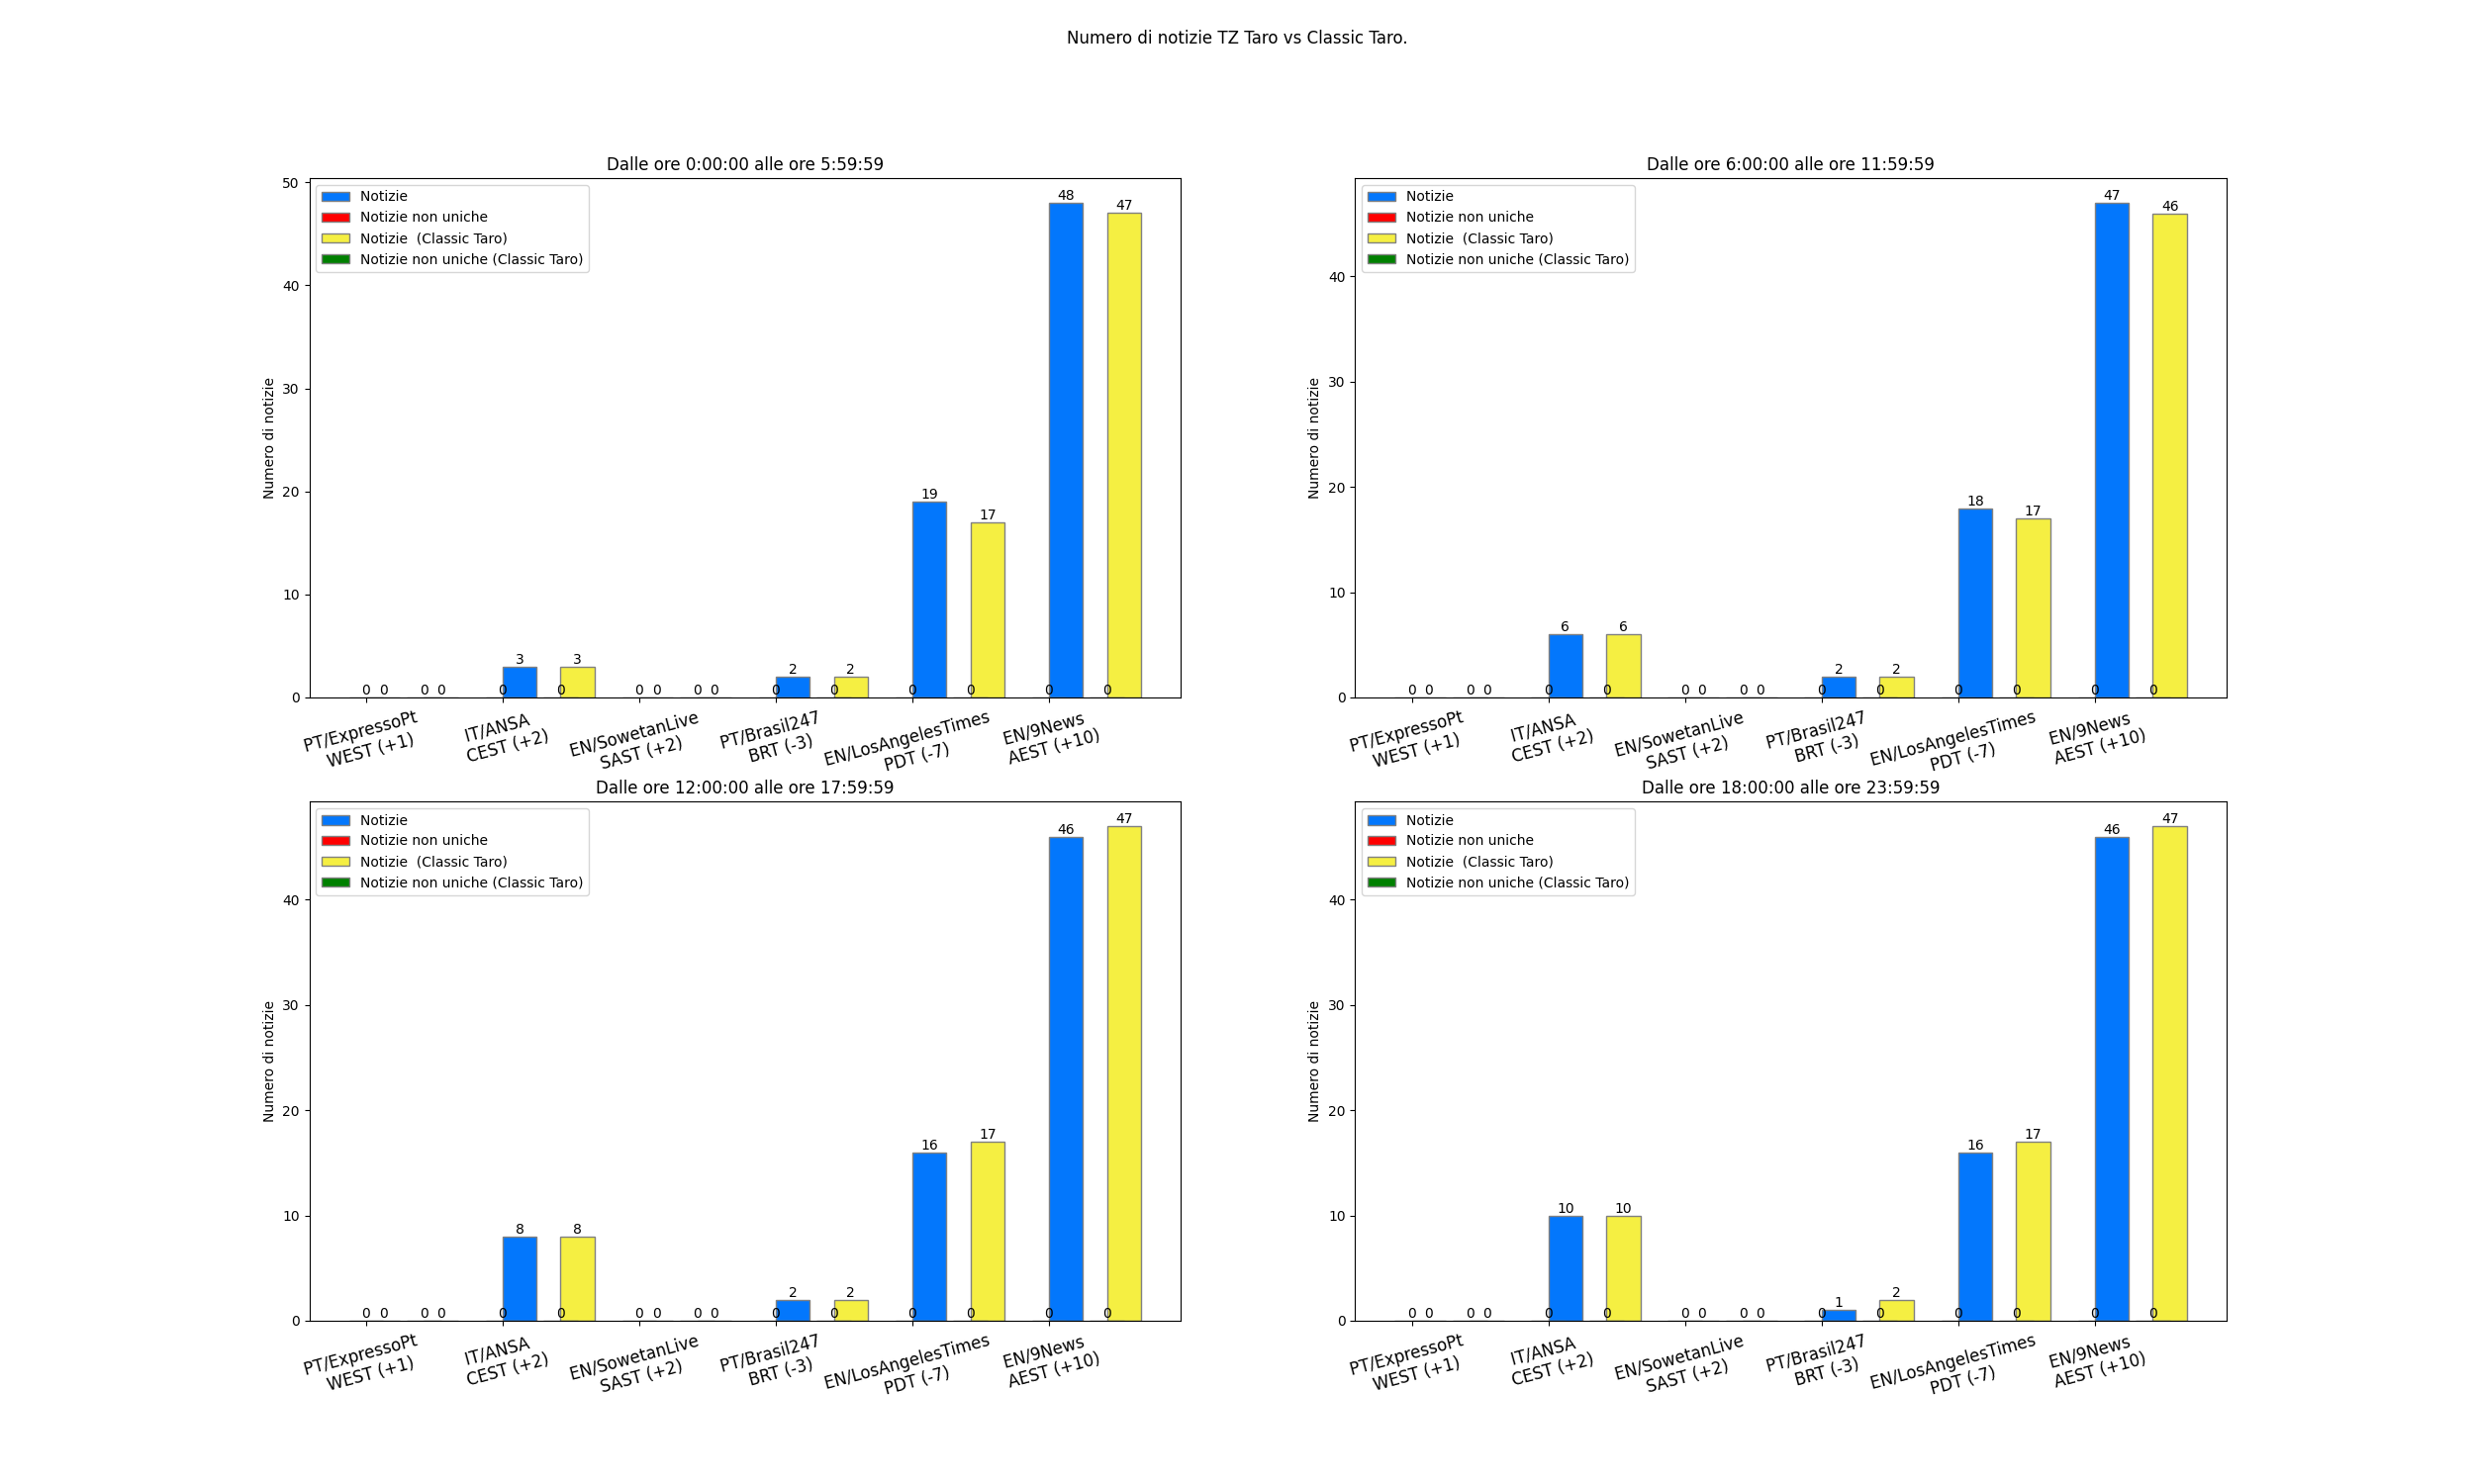 Numero di notizie TZ Taro vs Classic Taro.
Dalle ore 0:00:00 alle ore 5:59:59
Notizie
Notizie non uniche
Notizie  (Classic Taro)
Notizie non uniche (Classic Taro)
Numero di notizie
50
40
30
20
10
0
0 0 0 0 0 3 0 3 0 0 0 0 0 2 0 2 0 19 0 17 0 48 0 47
PT/ExpressoPt
WEST (+1)
IT/ANSA
CEST (+2)
EN/SowetanLive
SAST (+2)
PT/Brasil247
BRT (-3)
EN/LosAngelesTimes
PDT (-7)
EN/9News
AEST (+10)
Dalle ore 6:00:00 alle ore 11:59:59
Notizie
Notizie non uniche
Notizie  (Classic Taro)
Notizie non uniche (Classic Taro)
Numero di notizie
40
30
20
10
0
0 0 0 0 0 6 0 6 0 0 0 0 0 2 0 2 0 18 0 17 0 47 0 46
PT/ExpressoPt
WEST (+1)
IT/ANSA
CEST (+2)
EN/SowetanLive
SAST (+2)
PT/Brasil247
BRT (-3)
EN/LosAngelesTimes
PDT (-7)
EN/9News
AEST (+10)
Dalle ore 12:00:00 alle ore 17:59:59
Notizie
Notizie non uniche
Notizie  (Classic Taro)
Notizie non uniche (Classic Taro)
Numero di notizie
40
30
20
10
0
0 0 0 0 0 8 0 8 0 0 0 0 0 2 0 2 0 16 0 17 0 46 0 47
PT/ExpressoPt
WEST (+1)
IT/ANSA
CEST (+2)
EN/SowetanLive
SAST (+2)
PT/Brasil247
BRT (-3)
EN/LosAngelesTimes
PDT (-7)
EN/9News
AEST (+10)
Dalle ore 18:00:00 alle ore 23:59:59
Notizie
Notizie non uniche
Notizie  (Classic Taro)
Notizie non uniche (Classic Taro)
Numero di notizie
40
30
20
10
0
0 0 0 0 0 10 0 10 0 0 0 0 0 1 0 2 0 16 0 17 0 46 0 47
PT/ExpressoPt
WEST (+1)
IT/ANSA
CEST (+2)
EN/SowetanLive
SAST (+2)
PT/Brasil247
BRT (-3)
EN/LosAngelesTimes
PDT (-7)
EN/9News
AEST (+10)